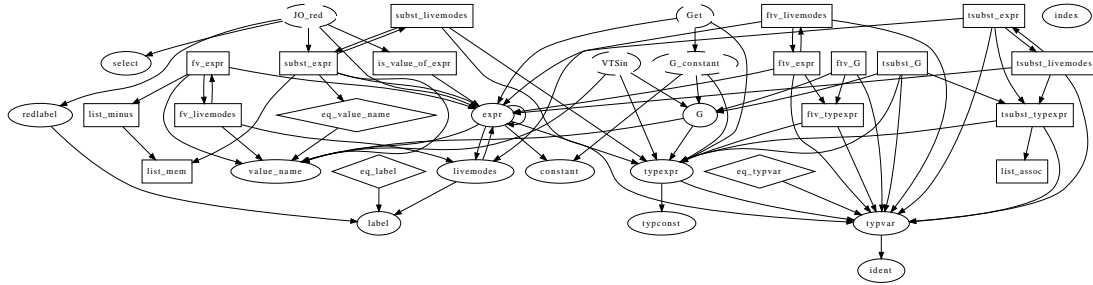 JO_red
subst_livemodes
Get
ftv_livemodes
tsubst_expr
index
select
fv_expr
subst_expr
is_value_of_expr
VTSin
G_constant
ftv_expr
ftv_G
tsubst_G
tsubst_livemodes
redlabel
list_minus
fv_livemodes
eq_value_name
expr
G
ftv_typexpr
tsubst_typexpr
list_mem
value_name
eq_label
livemodes
constant
typexpr
eq_typvar
list_assoc
label
typconst
typvar
ident